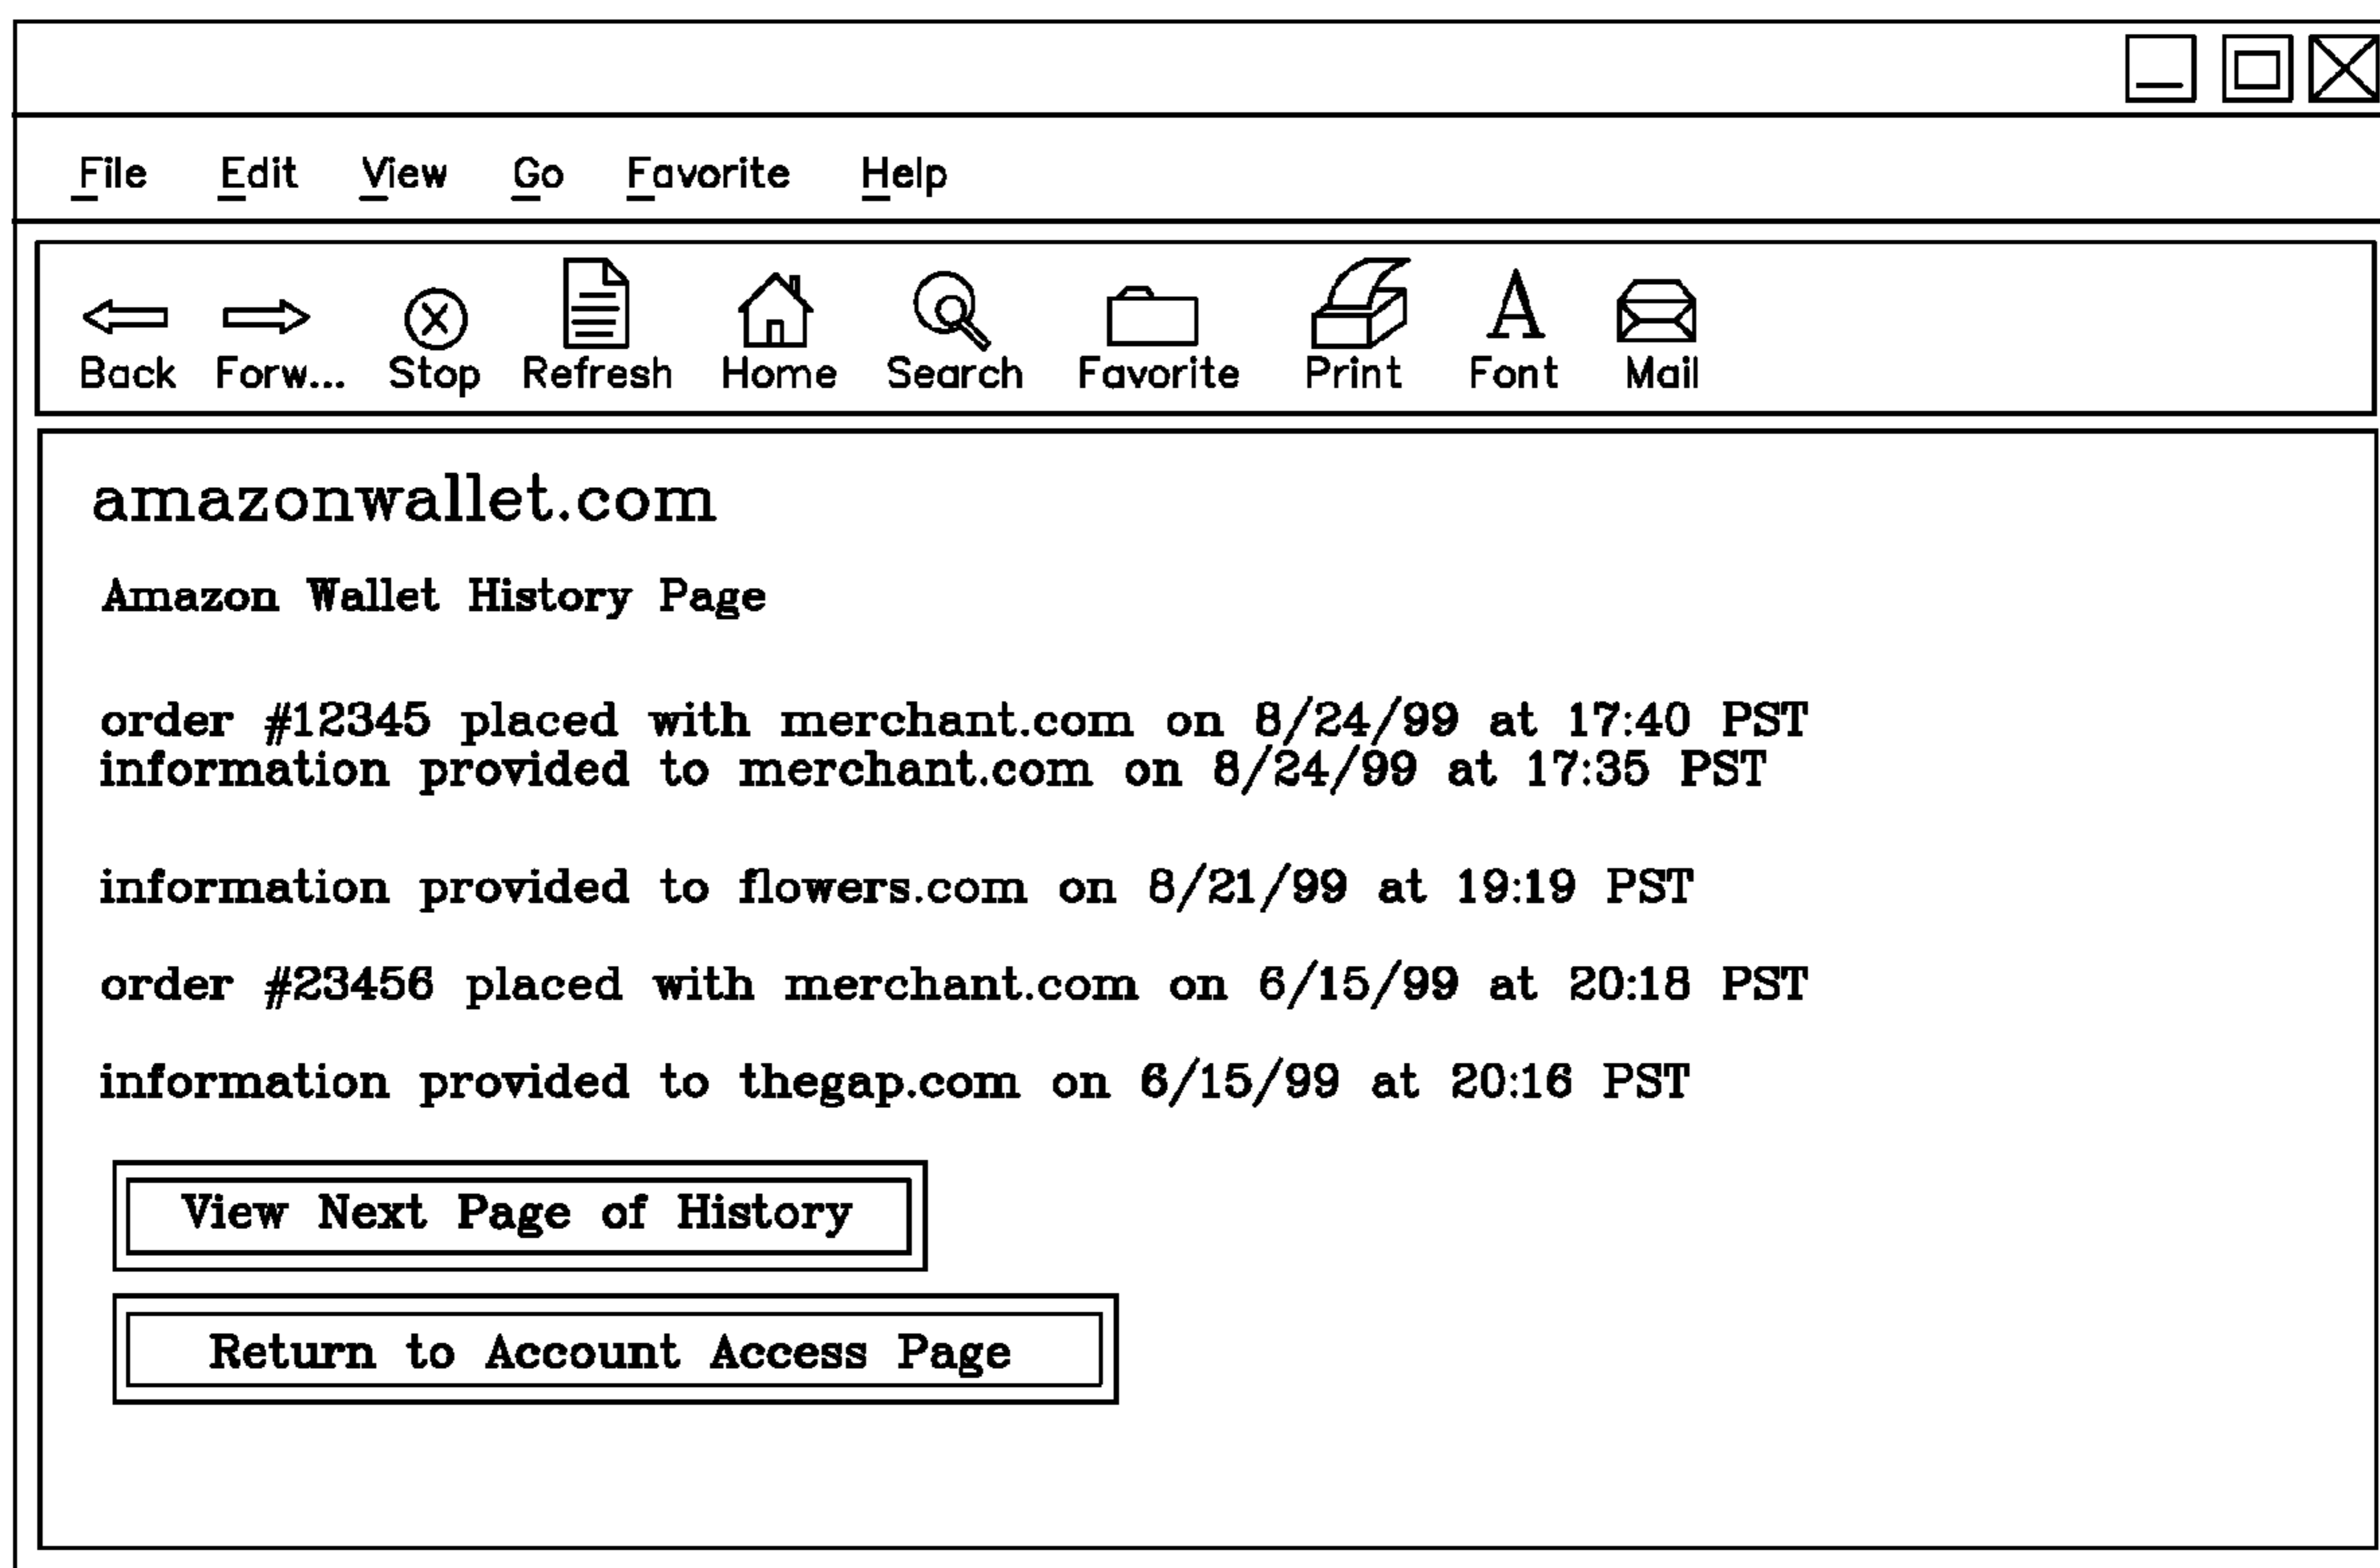 File Edit View Go Favorite Help
Back Forw... Stop Refresh Home Search Favorite Print Font Mail
amazonwallet.com
Amazon Wallet History Page
order #12345 placed with merchant.com on 8/24/99 at 17:40 PST
information provided to merchant.com on 8/24/99 at 17:35 PST
information provided to flowers.com on 8/21/99 at 19:19 PST
order #23456 placed with merchant.com on 6/15/99 at 20:18 PST
information provided to thegap.com on 6/15/99 at 20:16 PST
View Next Page of History
Return to Account Access Page